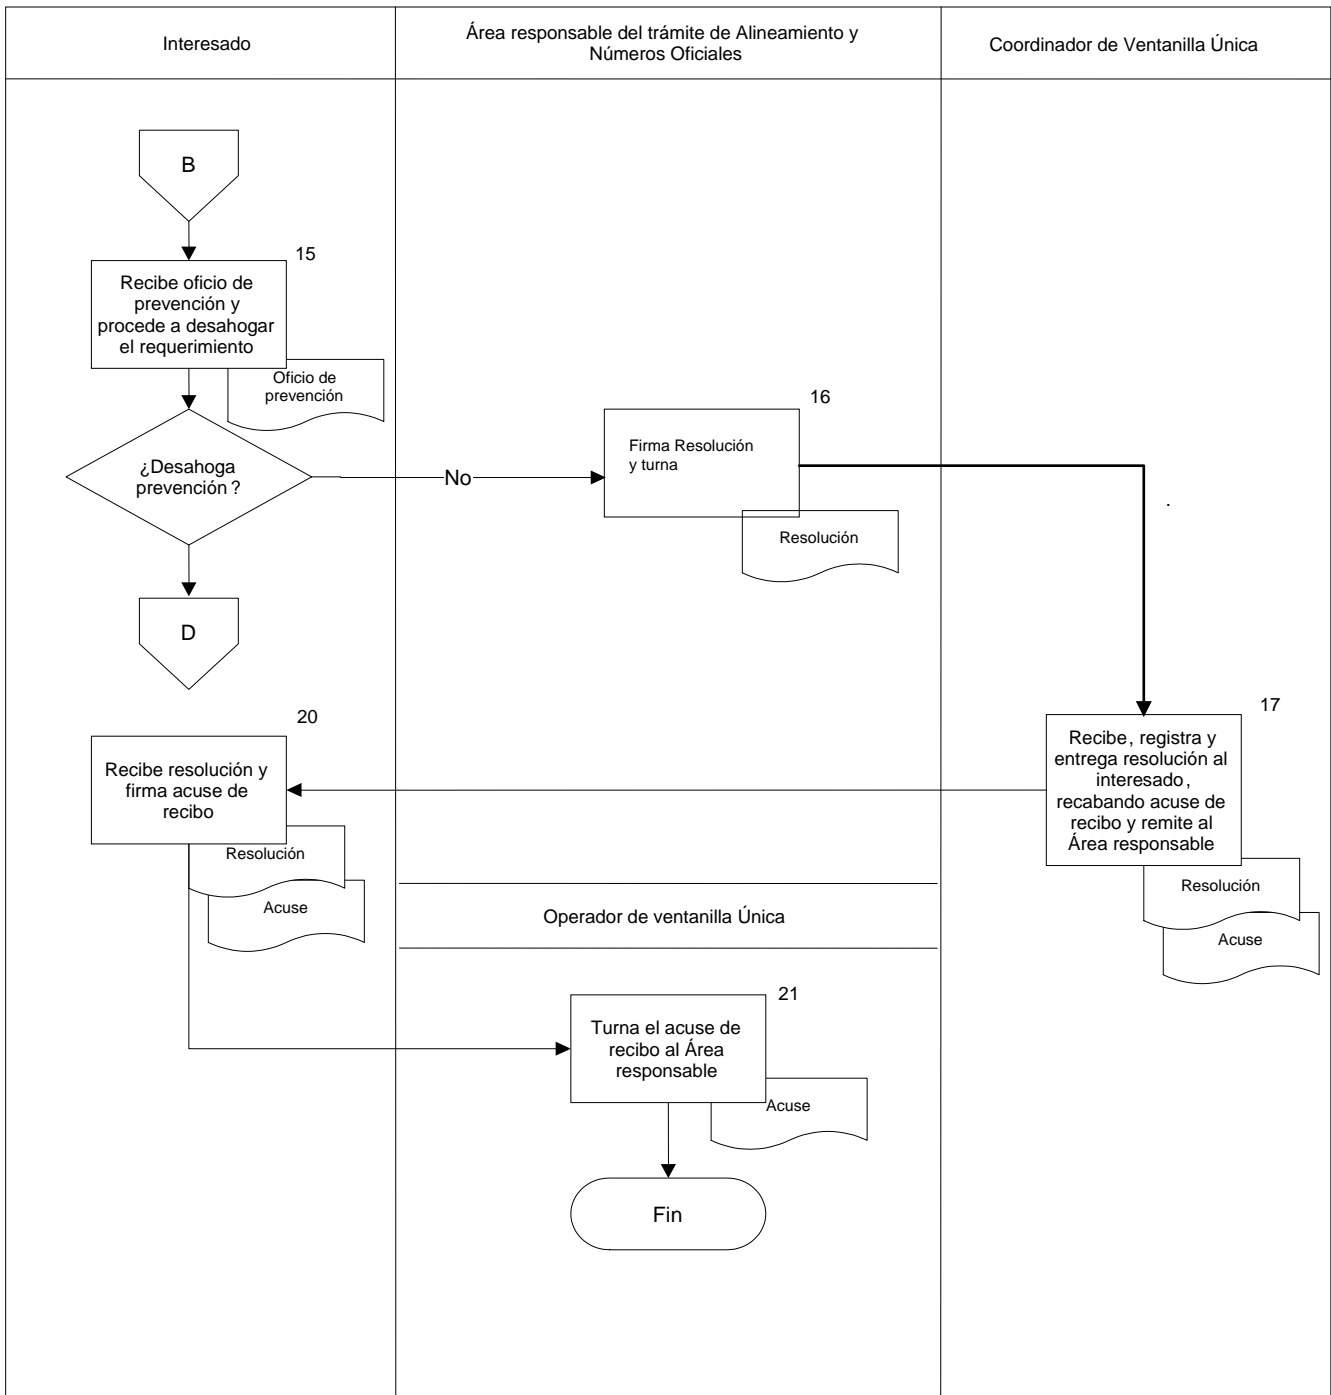 Interesado
Área responsable del trámite de Alineamiento y
Números Oficiales
Coordinador de Ventanilla Única
B
15
Recibe oficio de
prevención y
procede a desahogar
el requerimiento
Oficio de
prevención
¿Desahoga
prevención?
No
16
Firma Resolución
y turna
Resolución
.
D
17
Recibe, registra y
entrega resolución al
interesado,
recabando acuse de
recibo y remite al
Área responsable
Resolución
Acuse
20
Recibe resolución y
firma acuse de
recibo
Resolución
Acuse
Operador de ventanilla Única
21
Turna el acuse de
recibo al Área
responsable
Acuse
Fin